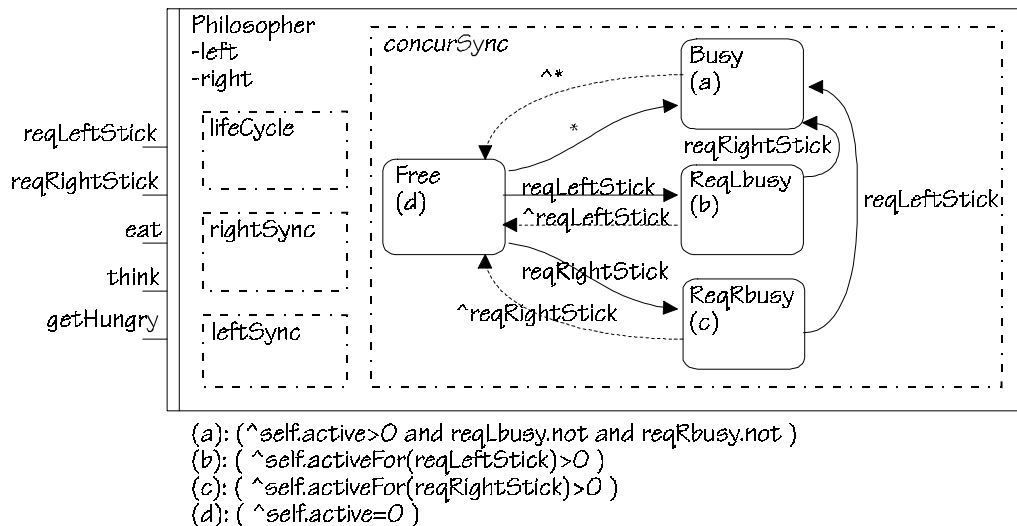 Philosopher
-left
-right
reqLeftStick
reqRightStick
eat
think
getHungry
lifeCycle
rightSync
leftSync
concurSync
Busy
(a)
^*
*
Free
(d)
reqLeftStick
^reqLeftStick
ReqLbusy
(b)
reqRightStick
reqLeftStick
reqRightStick
^reqRightStick
ReqRbusy
(c)
(a): (^self.active>0 and reqLbusy.not and reqRbusy.not )
(b): ( ^self.activeFor(reqLeftStick)>0 )
(c): ( ^self.activeFor(reqRightStick)>0 )
(d): ( ^self.active=0 )